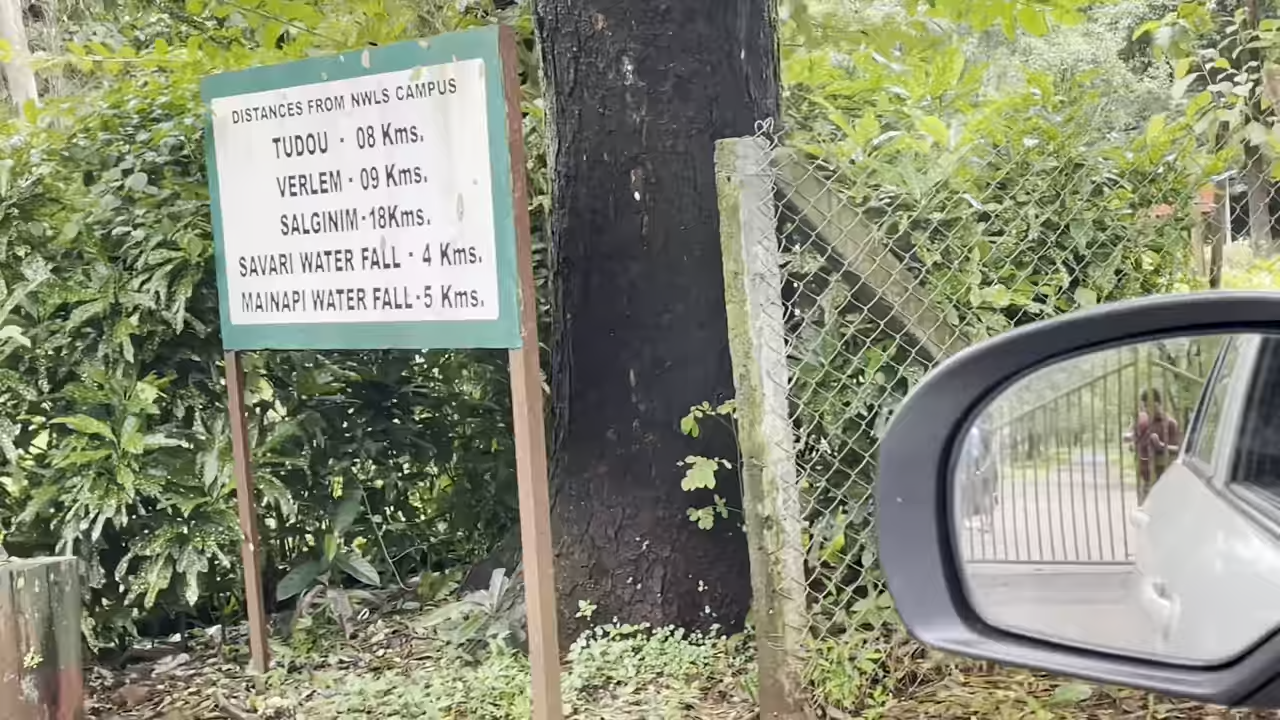 DISTANCES FROM NWLS CAMPUS
TUDOU - 08 Kms.
VERLEM - 09 Kms.
SALGINIM - 18Kms.
SAVARI WATER FALL - 4 Kms.
MAINAPI WATER FALL - 5 Kms.